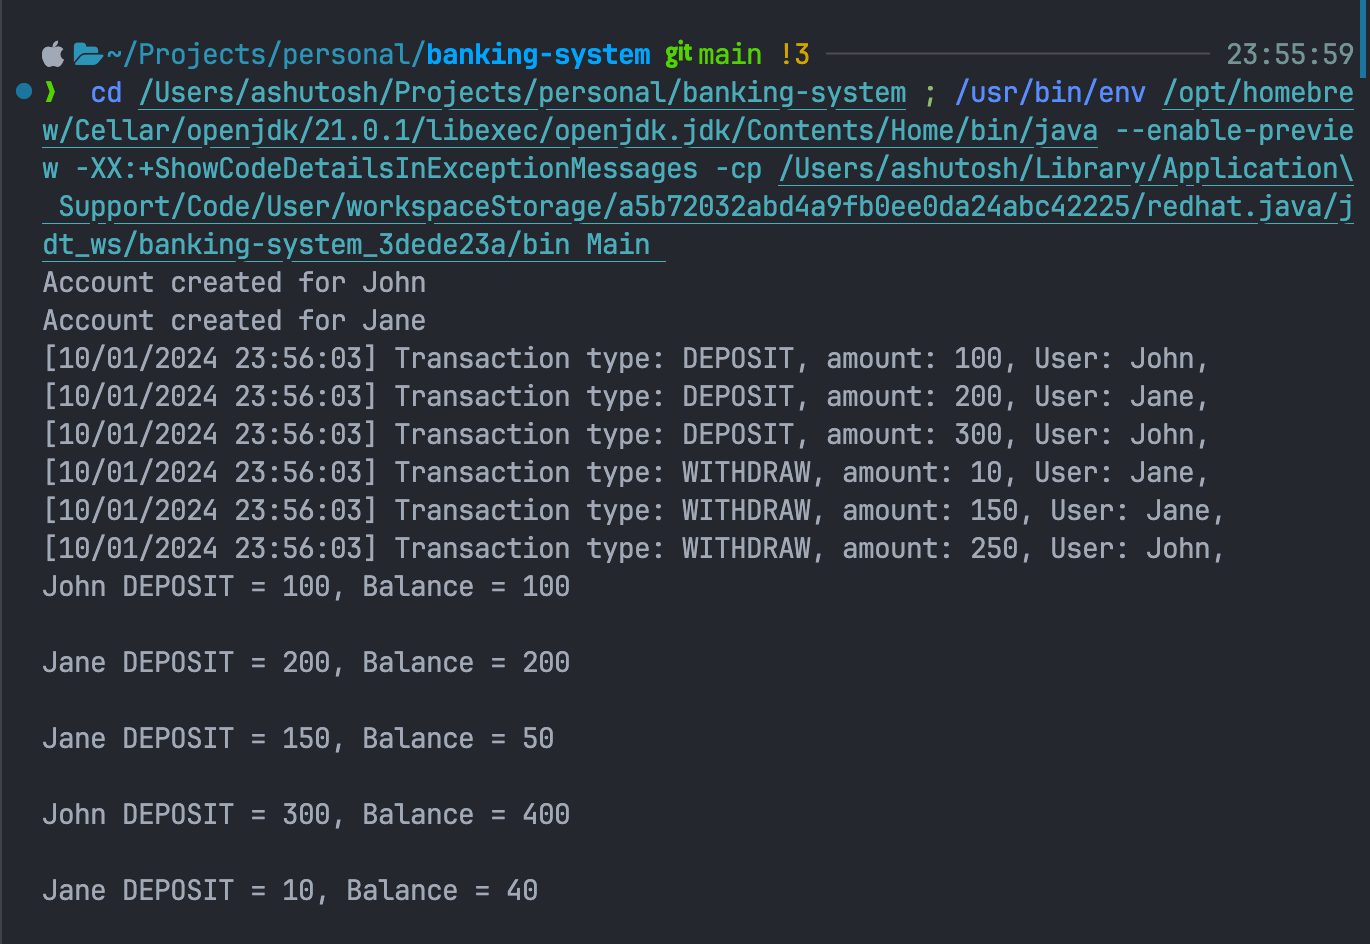 ~/Projects/personal/banking-system git main !3 23:55:59
❯ cd /Users/ashutosh/Projects/personal/banking-system ; /usr/bin/env /opt/homebre
w/Cellar/openjdk/21.0.1/libexec/openjdk.jdk/Contents/Home/bin/java --enable-previe
w -XX:+ShowCodeDetailsInExceptionMessages -cp /Users/ashutosh/Library/Application\
 Support/Code/User/workspaceStorage/a5b72032abd4a9fb0ee0da24abc42225/redhat.java/j
dt_ws/banking-system_3dede23a/bin Main
Account created for John
Account created for Jane
[10/01/2024 23:56:03] Transaction type: DEPOSIT, amount: 100, User: John,
[10/01/2024 23:56:03] Transaction type: DEPOSIT, amount: 200, User: Jane,
[10/01/2024 23:56:03] Transaction type: DEPOSIT, amount: 300, User: John,
[10/01/2024 23:56:03] Transaction type: WITHDRAW, amount: 10, User: Jane,
[10/01/2024 23:56:03] Transaction type: WITHDRAW, amount: 150, User: Jane,
[10/01/2024 23:56:03] Transaction type: WITHDRAW, amount: 250, User: John,
John DEPOSIT = 100, Balance = 100
Jane DEPOSIT = 200, Balance = 200
Jane DEPOSIT = 150, Balance = 50
John DEPOSIT = 300, Balance = 400
Jane DEPOSIT = 10, Balance = 40